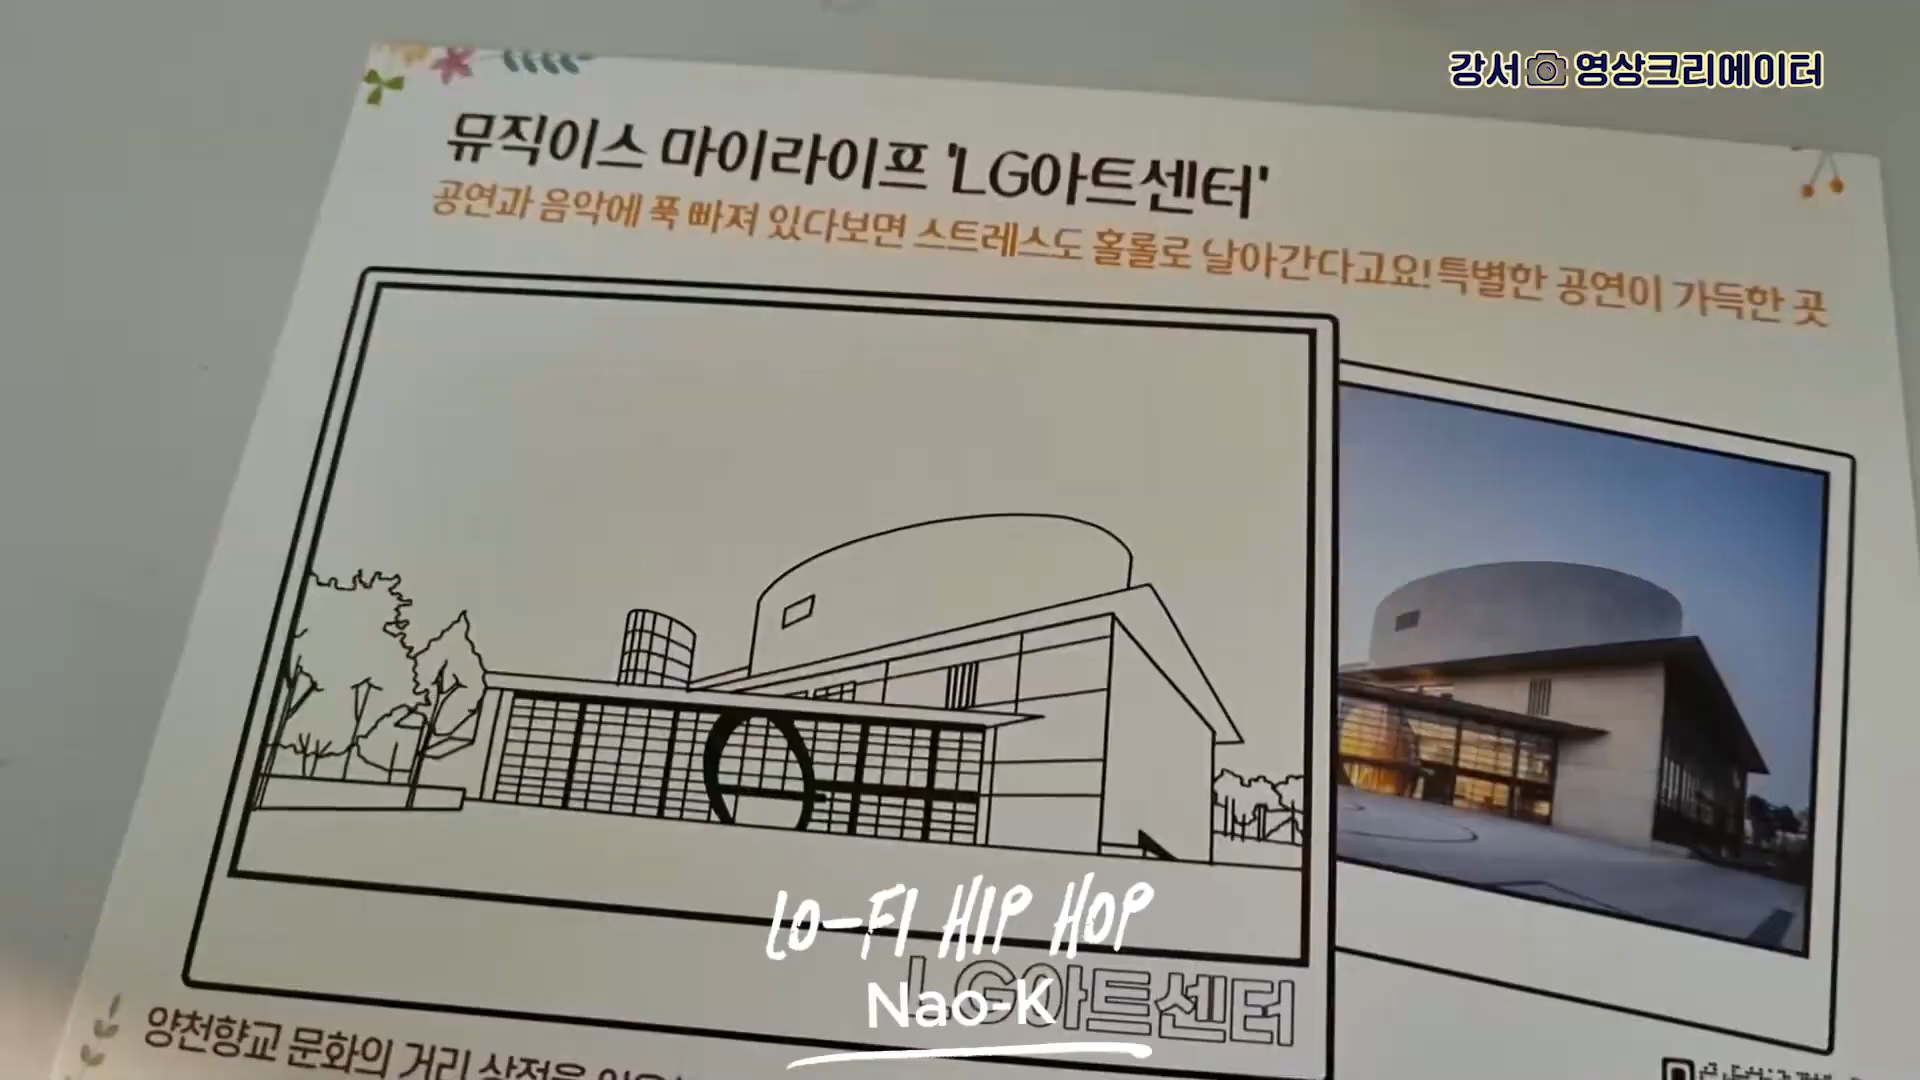 강서 영상크리에이터
뮤직이스 마이라이프 'LG아트센터'
공연과 음악에 푹 빠져 있다보면 스트레스도 홀롤로 날아간다고요! 특별한 공연이 가득한 곳
LO-FI HIP HOP
LG아트센터
Nao-K
양천향교 문화의 거리